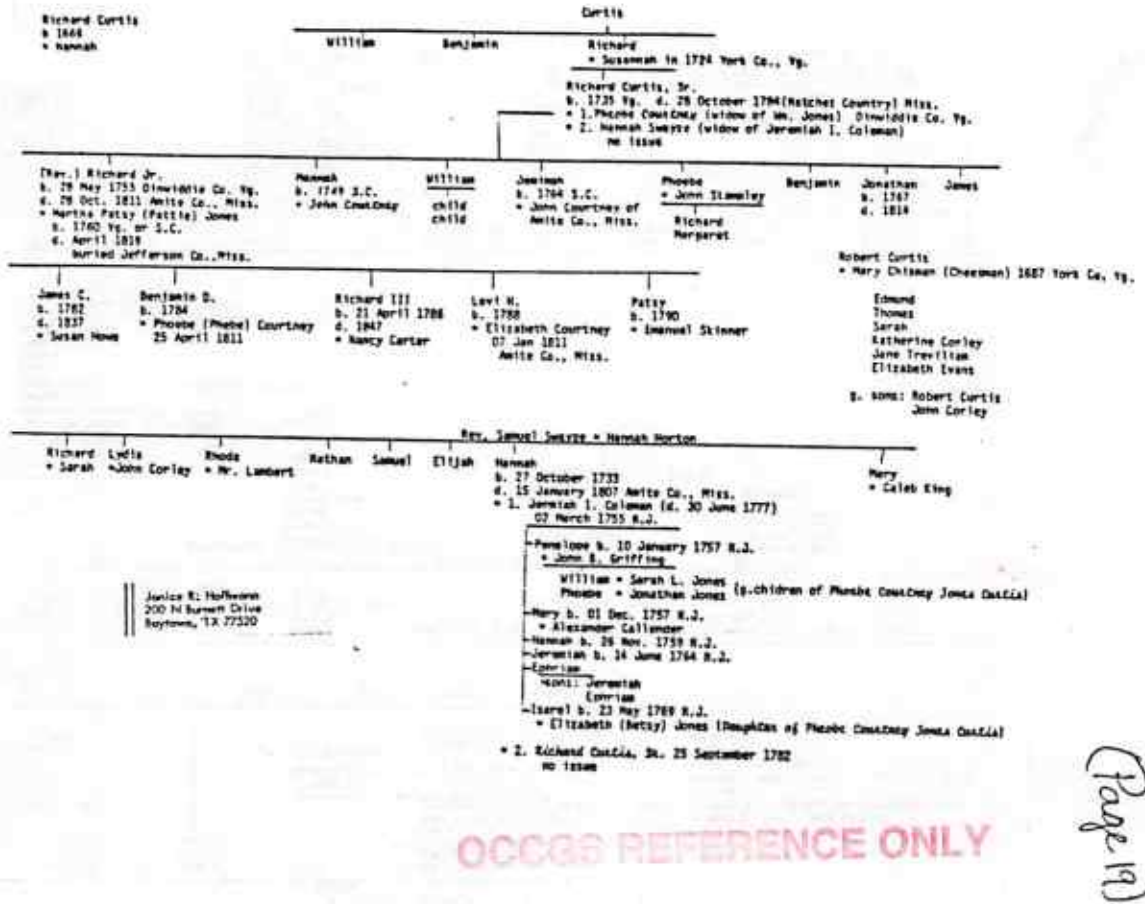 Richard Curtis
b 1668
* Hannah
Curtis
William
Benjamin
Richard
* Susannah in 1724 York Co., Vg.
Richard Curtis, Sr.
b. 1735 Vg. d. 28 October 1784(Natchez Country) Miss.
* 1.Phoebe Courtney (widow of Wm. Jones) Dinwiddie Co. Vg.
* 2. Hannah Swayze (widow of Jeremiah I. Coleman)
no issue
(Rev.) Richard Jr.
b. 28 May 1755 Dinwiddie Co. Vg.
d. 28 Oct. 1811 Amite Co., Miss.
* Martha Patsy (Pattie) Jones
b. 1760 Vg. or S.C.
d. April 1819
buried Jefferson Co.,Miss.
Hannah
b. 1749 S.C.
* John Courtney
William
child
child
Jemimah
b. 1764 S.C.
* John Courtney of
Amite Co., Miss.
Phoebe
* John Stampley
Richard
Margaret
Benjamin
Jonathan
b. 1767
d. 1814
James
Robert Curtis
* Mary Chisman (Cheesman) 1687 York Co, Vg.
Edmund
Thomas
Sarah
Katherine Corley
Jane Treviliam
Elizabeth Evans
g. sons: Robert Curtis
John Corley
James C.
b. 1782
d. 1837
* Susan Howe
Benjamin D.
b. 1784
* Phoebe (Phebe) Courtney
25 April 1811
Richard III
b. 21 April 1786
d. 1847
* Nancy Carter
Levi H.
b. 1788
* Elizabeth Courtney
07 Jan 1811
Amite Co., Miss.
Patsy
b. 1790
* Emanuel Skinner
Rev. Samuel Swayze * Hannah Horton
Richard
* Sarah
Lydia
*John Corley
Rhoda
* Mr. Lambert
Nathan
Samuel
Elijah
Hannah
b. 27 October 1733
d. 15 January 1807 Amite Co., Miss.
* 1. Jermiah I. Coleman (d. 30 June 1777)
02 March 1755 N.J.
Penelope b. 10 January 1757 N.J.
* John B. Griffing
William * Sarah L. Jones
Phoebe * Jonathan Jones (g.children of Phoebe Courtney Jones Curtis)
Mary b. 01 Dec. 1757 N.J.
* Alexander Callender
Hannah b. 26 Nov. 1759 N.J.
Jeremiah b. 14 June 1764 N.J.
Ephriam
sons: Jeremiah
Ephriam
Isarel b. 23 May 1769 N.J.
* Elizabeth (Betsy) Jones (Daughter of Phoebe Courtney Jones Curtis)
* 2. Richard Curtis, Sr. 25 September 1782
no issue
Mary
* Caleb King
Janice R. Hoffmann
200 N Burnett Drive
Baytown, TX 77520
OCCGS REFERENCE ONLY
(Page 19)